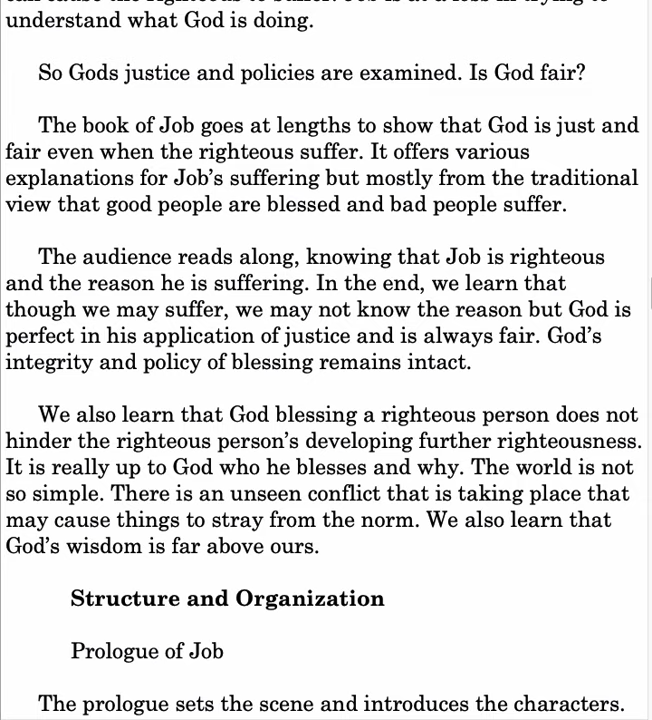 understand what God is doing.
So Gods justice and policies are examined. Is God fair?
The book of Job goes at lengths to show that God is just and
fair even when the righteous suffer. It offers various
explanations for Job's suffering but mostly from the traditional
view that good people are blessed and bad people suffer.
The audience reads along, knowing that Job is righteous
and the reason he is suffering. In the end, we learn that
though we may suffer, we may not know the reason but God is
perfect in his application of justice and is always fair. God's
integrity and policy of blessing remains intact.
We also learn that God blessing a righteous person does not
hinder the righteous person's developing further righteousness.
It is really up to God who he blesses and why. The world is not
so simple. There is an unseen conflict that is taking place that
may cause things to stray from the norm. We also learn that
God's wisdom is far above ours.
Structure and Organization
Prologue of Job
The prologue sets the scene and introduces the characters.